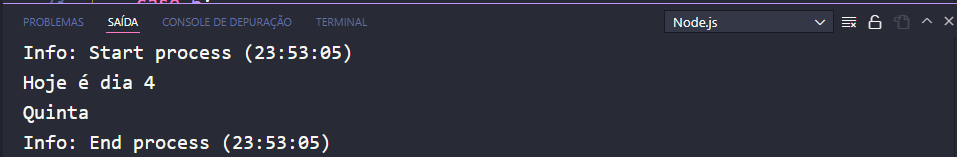 PROBLEMAS SAÍDA CONSOLE DE DEPURAÇÃO TERMINAL Node.js
Info: Start process (23:53:05)
Hoje é dia 4
Quinta
Info: End process (23:53:05)